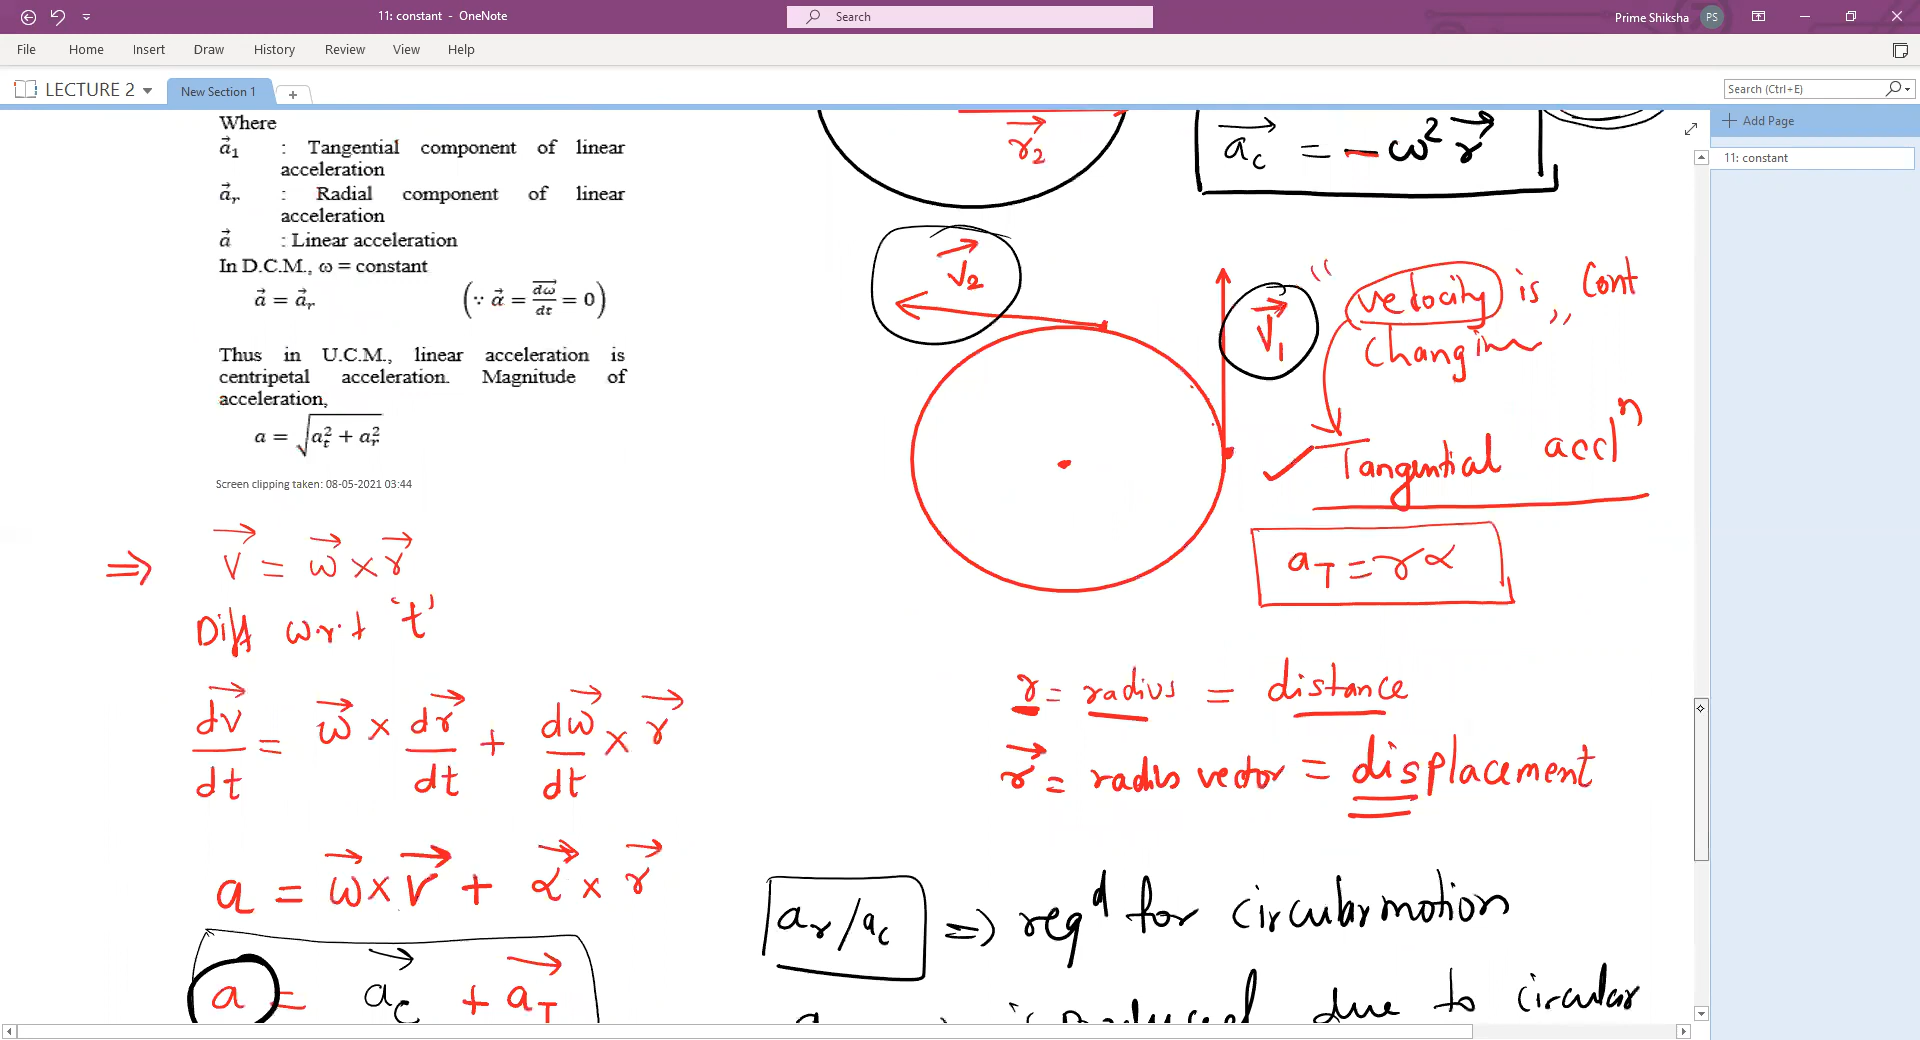 11: constant - OneNote
Search
Prime Shiksha PS
File Home Insert Draw History Review View Help
LECTURE 2
New Section 1
+
Search (Ctrl+E)
Add Page
11: constant
Where
a⃗₁ : Tangential component of linear
acceleration
a⃗ᵣ : Radial component of linear
acceleration
a⃗ : Linear acceleration
In D.C.M., ω = constant
a⃗ = a⃗ᵣ (∵ α⃗ = dω⃗/dt = 0)
Thus in U.C.M., linear acceleration is
centripetal acceleration. Magnitude of
acceleration,
a = √(aₜ² + aᵣ²)
Screen clipping taken: 08-05-2021 03:44
⇒ v⃗ = ω⃗ × r⃗
Diff w.r.t 't'
dv⃗/dt = ω⃗ × dr⃗/dt + dω⃗/dt × r⃗
a = ω⃗ × v⃗ + α⃗ × r⃗
a = a⃗c + a⃗T
r⃗₂
a⃗c = -ω² r⃗
V⃗₂
V⃗₁
" velocity is cont
changing "
Tangential acclⁿ
aT = rα
r = radius = distance
r⃗ = radius vector = displacement
aᵣ/ac ⇒ reqᵈ for circular motion
is produced due to circular